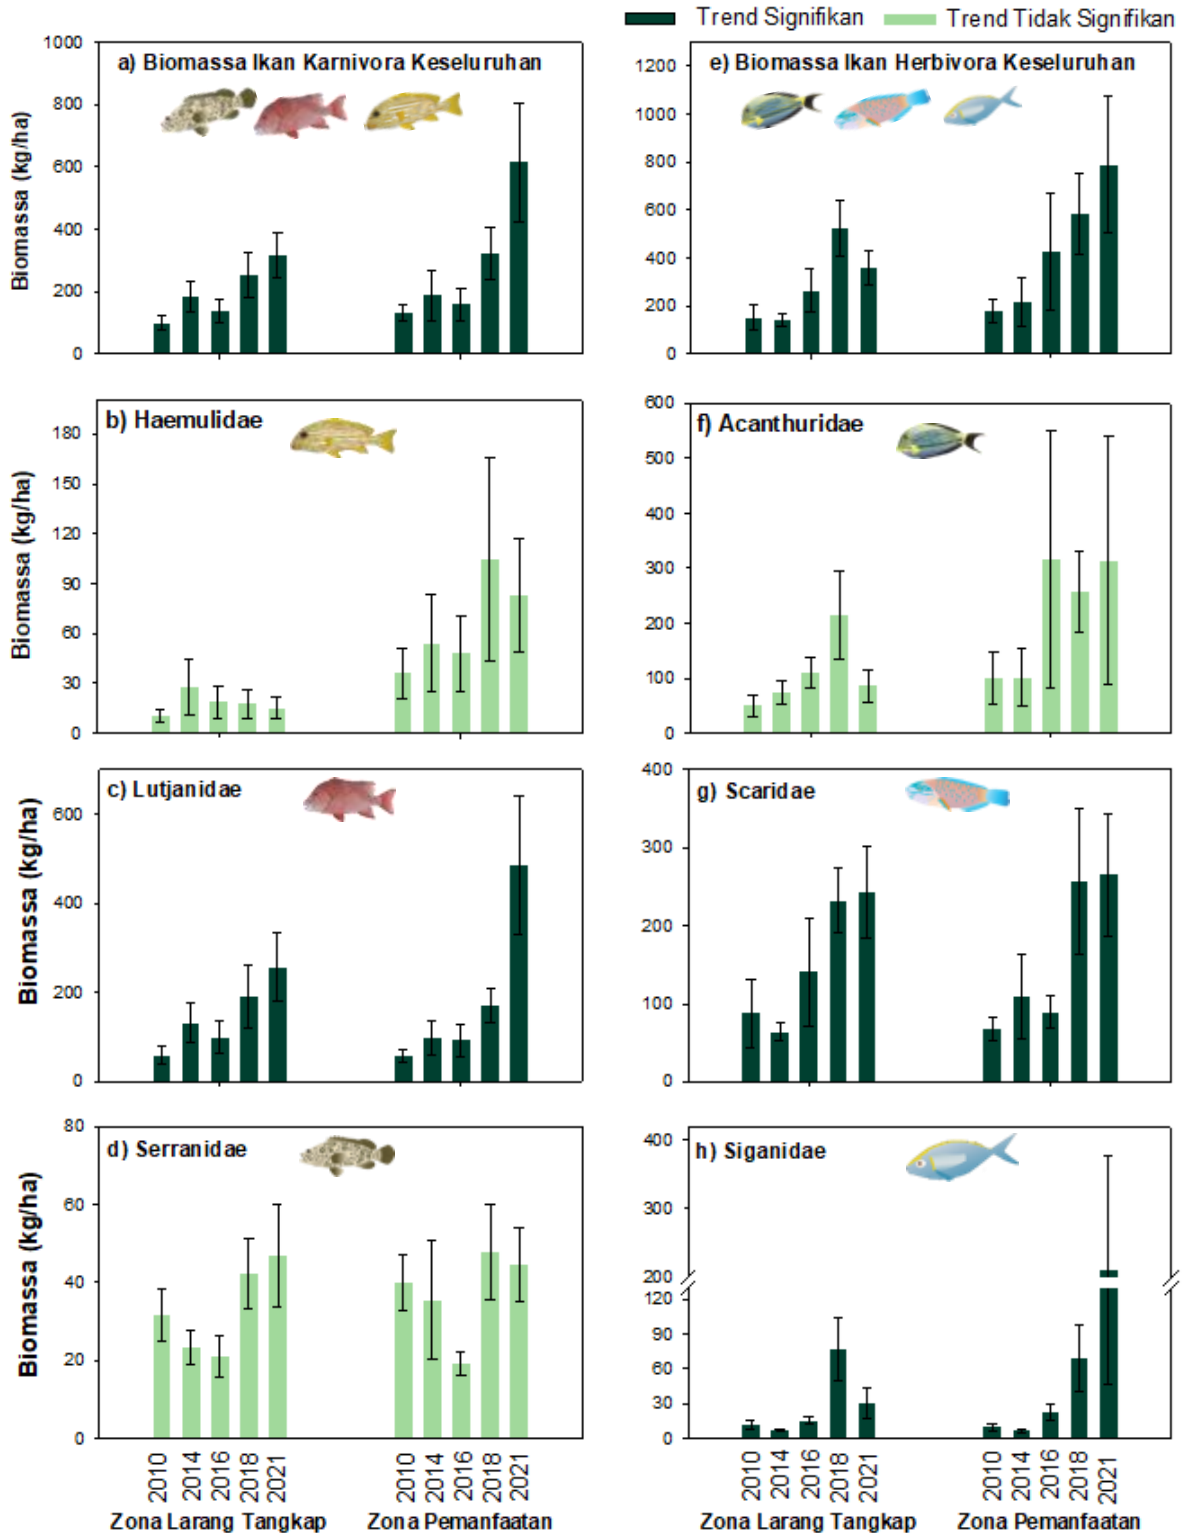 Trend Signifikan
Trend Tidak Signifikan
a) Biomassa Ikan Karnivora Keseluruhan
Biomassa (kg/ha)
1000
800
600
400
200
0
e) Biomassa Ikan Herbivora Keseluruhan
1200
1000
800
600
400
200
0
b) Haemulidae
Biomassa (kg/ha)
180
150
120
90
60
30
0
f) Acanthuridae
600
500
400
300
200
100
0
c) Lutjanidae
Biomassa (kg/ha)
600
400
200
0
g) Scaridae
400
300
200
100
0
d) Serranidae
Biomassa (kg/ha)
80
60
40
20
0
h) Siganidae
400
300
200
120
90
60
30
0
2010 2014 2016 2018 2021 2010 2014 2016 2018 2021
Zona Larang Tangkap Zona Pemanfaatan
2010 2014 2016 2018 2021 2010 2014 2016 2018 2021
Zona Larang Tangkap Zona Pemanfaatan